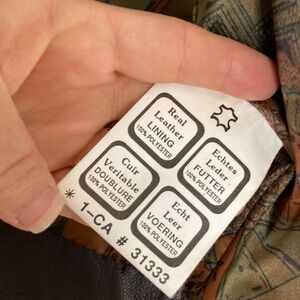 Real
Leather
LINING
100% POLYESTER
Echtes
Leder
FUTTER
100% POLYESTER
Cuir
Veritable
DOUBLURE
100% POLYESTER
Echt
Leer
VOERING
100% POLYESTER
* 1-CA # 31333